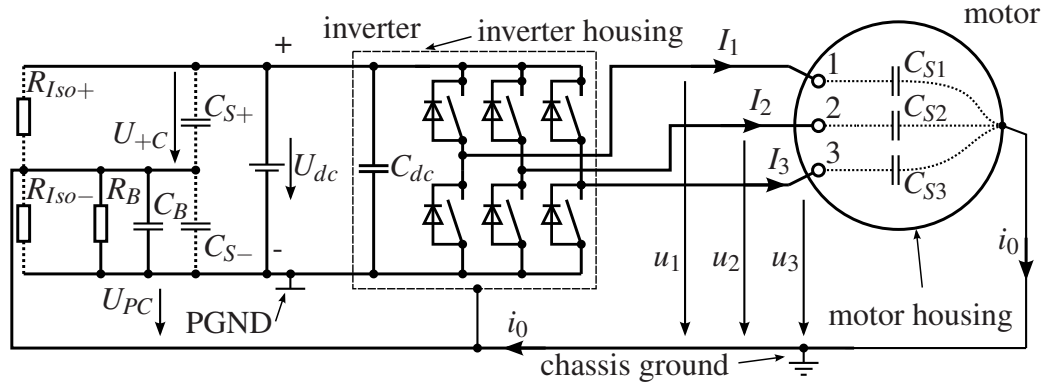 motor
inverter
inverter housing
+
I1
1
CS1
RIso+
CS+
U+C
I2
2
CS2
Udc
Cdc
I3
3
CS3
RIso−
RB
CB
CS−
-
u1
u2
u3
i0
UPC
PGND
motor housing
i0
chassis ground